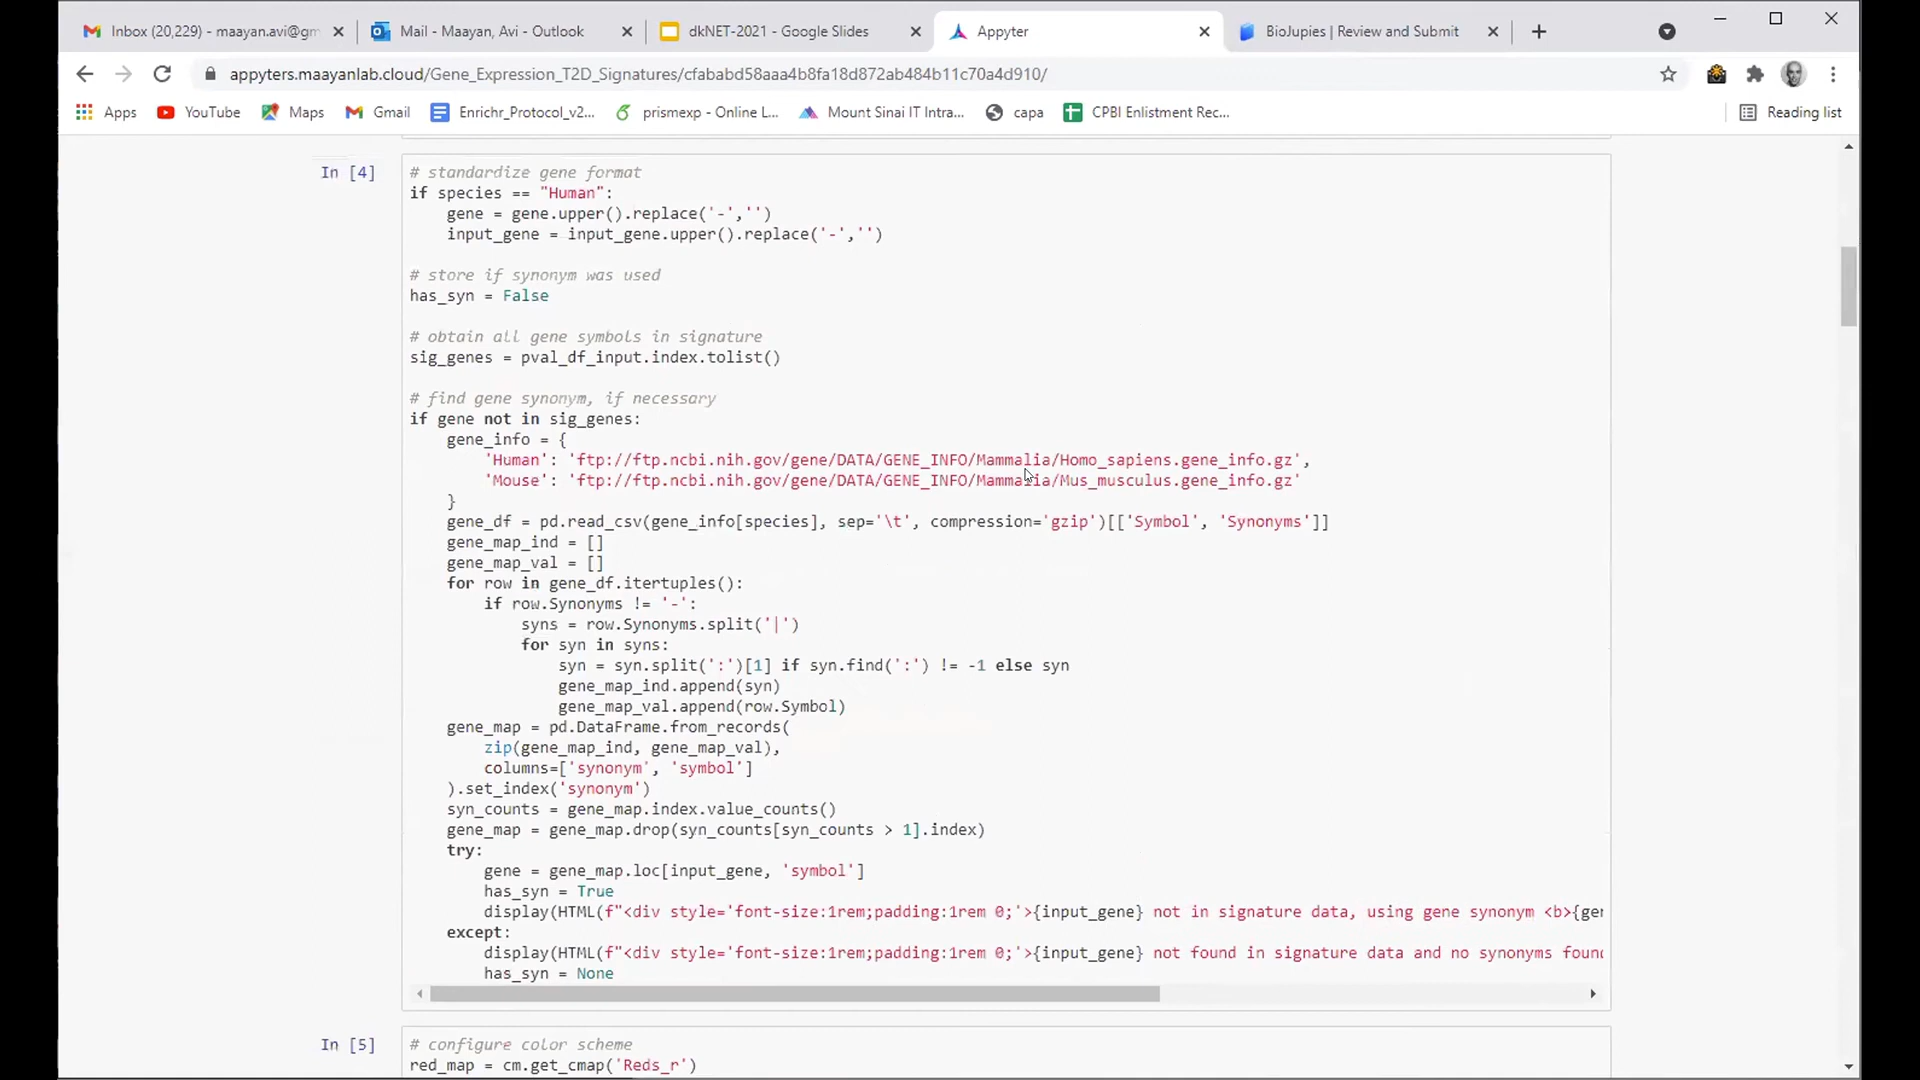 Inbox (20,229) - maayan.avi@gm
Mail - Maayan, Avi - Outlook
dkNET-2021 - Google Slides
Appyter
BioJupies | Review and Submit
appyters.maayanlab.cloud/Gene_Expression_T2D_Signatures/cfababd58aaa4b8fa18d872ab484b11c70a4d910/
Apps YouTube Maps Gmail Enrichr_Protocol_v2... prismexp - Online L... Mount Sinai IT Intra... capa CPBI Enlistment Rec... Reading list
In [4]
# standardize gene format
if species == "Human":
    gene = gene.upper().replace('-','')
    input_gene = input_gene.upper().replace('-','')
# store if synonym was used
has_syn = False
# obtain all gene symbols in signature
sig_genes = pval_df_input.index.tolist()
# find gene synonym, if necessary
if gene not in sig_genes:
    gene_info = {
        'Human': 'ftp://ftp.ncbi.nih.gov/gene/DATA/GENE_INFO/Mammalia/Homo_sapiens.gene_info.gz',
        'Mouse': 'ftp://ftp.ncbi.nih.gov/gene/DATA/GENE_INFO/Mammalia/Mus_musculus.gene_info.gz'
    }
    gene_df = pd.read_csv(gene_info[species], sep='\t', compression='gzip')[['Symbol', 'Synonyms']]
    gene_map_ind = []
    gene_map_val = []
    for row in gene_df.itertuples():
        if row.Synonyms != '-':
            syns = row.Synonyms.split('|')
            for syn in syns:
                syn = syn.split(':')[1] if syn.find(':') != -1 else syn
                gene_map_ind.append(syn)
                gene_map_val.append(row.Symbol)
    gene_map = pd.DataFrame.from_records(
        zip(gene_map_ind, gene_map_val),
        columns=['synonym', 'symbol']
    ).set_index('synonym')
    syn_counts = gene_map.index.value_counts()
    gene_map = gene_map.drop(syn_counts[syn_counts > 1].index)
    try:
        gene = gene_map.loc[input_gene, 'symbol']
        has_syn = True
        display(HTML(f"<div style='font-size:1rem;padding:1rem 0;'>{input_gene} not in signature data, using gene synonym <b>{gen
    except:
        display(HTML(f"<div style='font-size:1rem;padding:1rem 0;'>{input_gene} not found in signature data and no synonyms found
        has_syn = None
In [5]
# configure color scheme
red_map = cm.get_cmap('Reds_r')